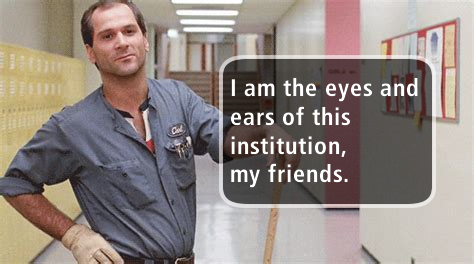 I am the eyes and
ears of this
institution,
my friends.